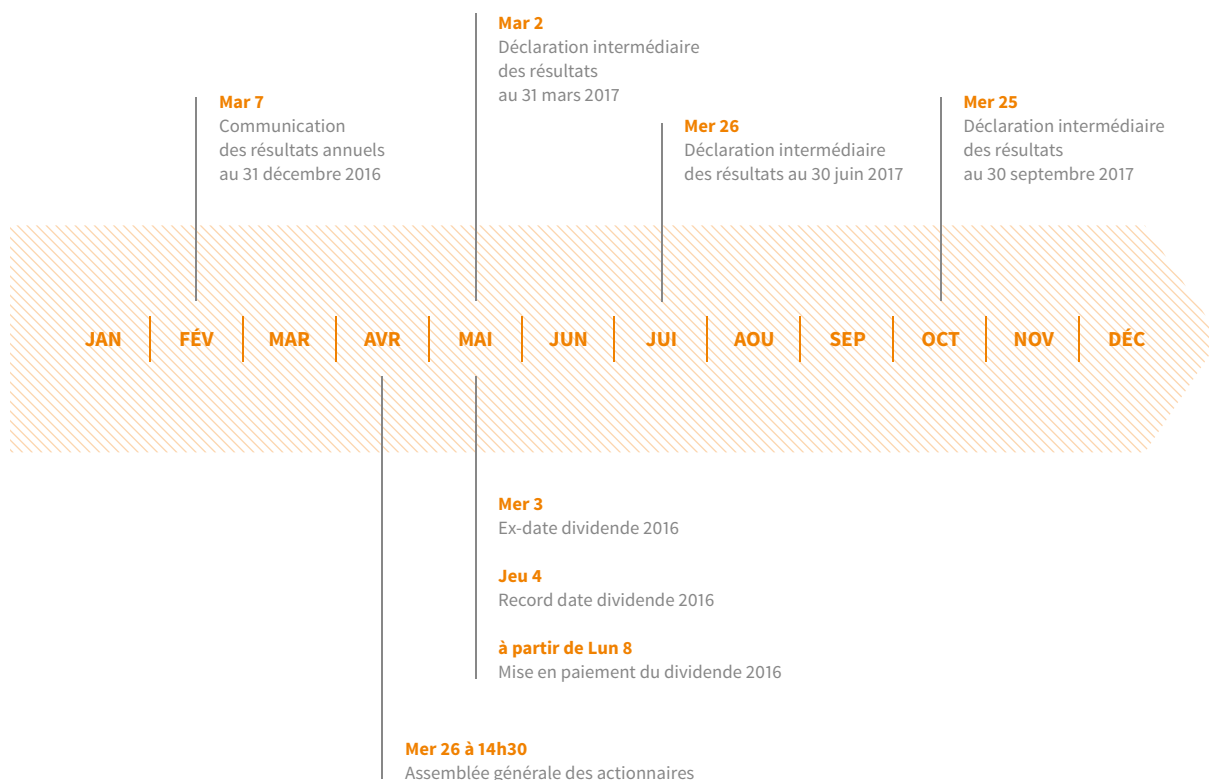 Mar 2
Déclaration intermédiaire
des résultats
au 31 mars 2017
Mar 7
Communication
des résultats annuels
au 31 décembre 2016
Mer 26
Déclaration intermédiaire
des résultats au 30 juin 2017
Mer 25
Déclaration intermédiaire
des résultats
au 30 septembre 2017
JAN FÉV MAR AVR MAI JUN JUI AOU SEP OCT NOV DÉC
Mer 3
Ex-date dividende 2016
Jeu 4
Record date dividende 2016
à partir de Lun 8
Mise en paiement du dividende 2016
Mer 26 à 14h30
Assemblée générale des actionnaires